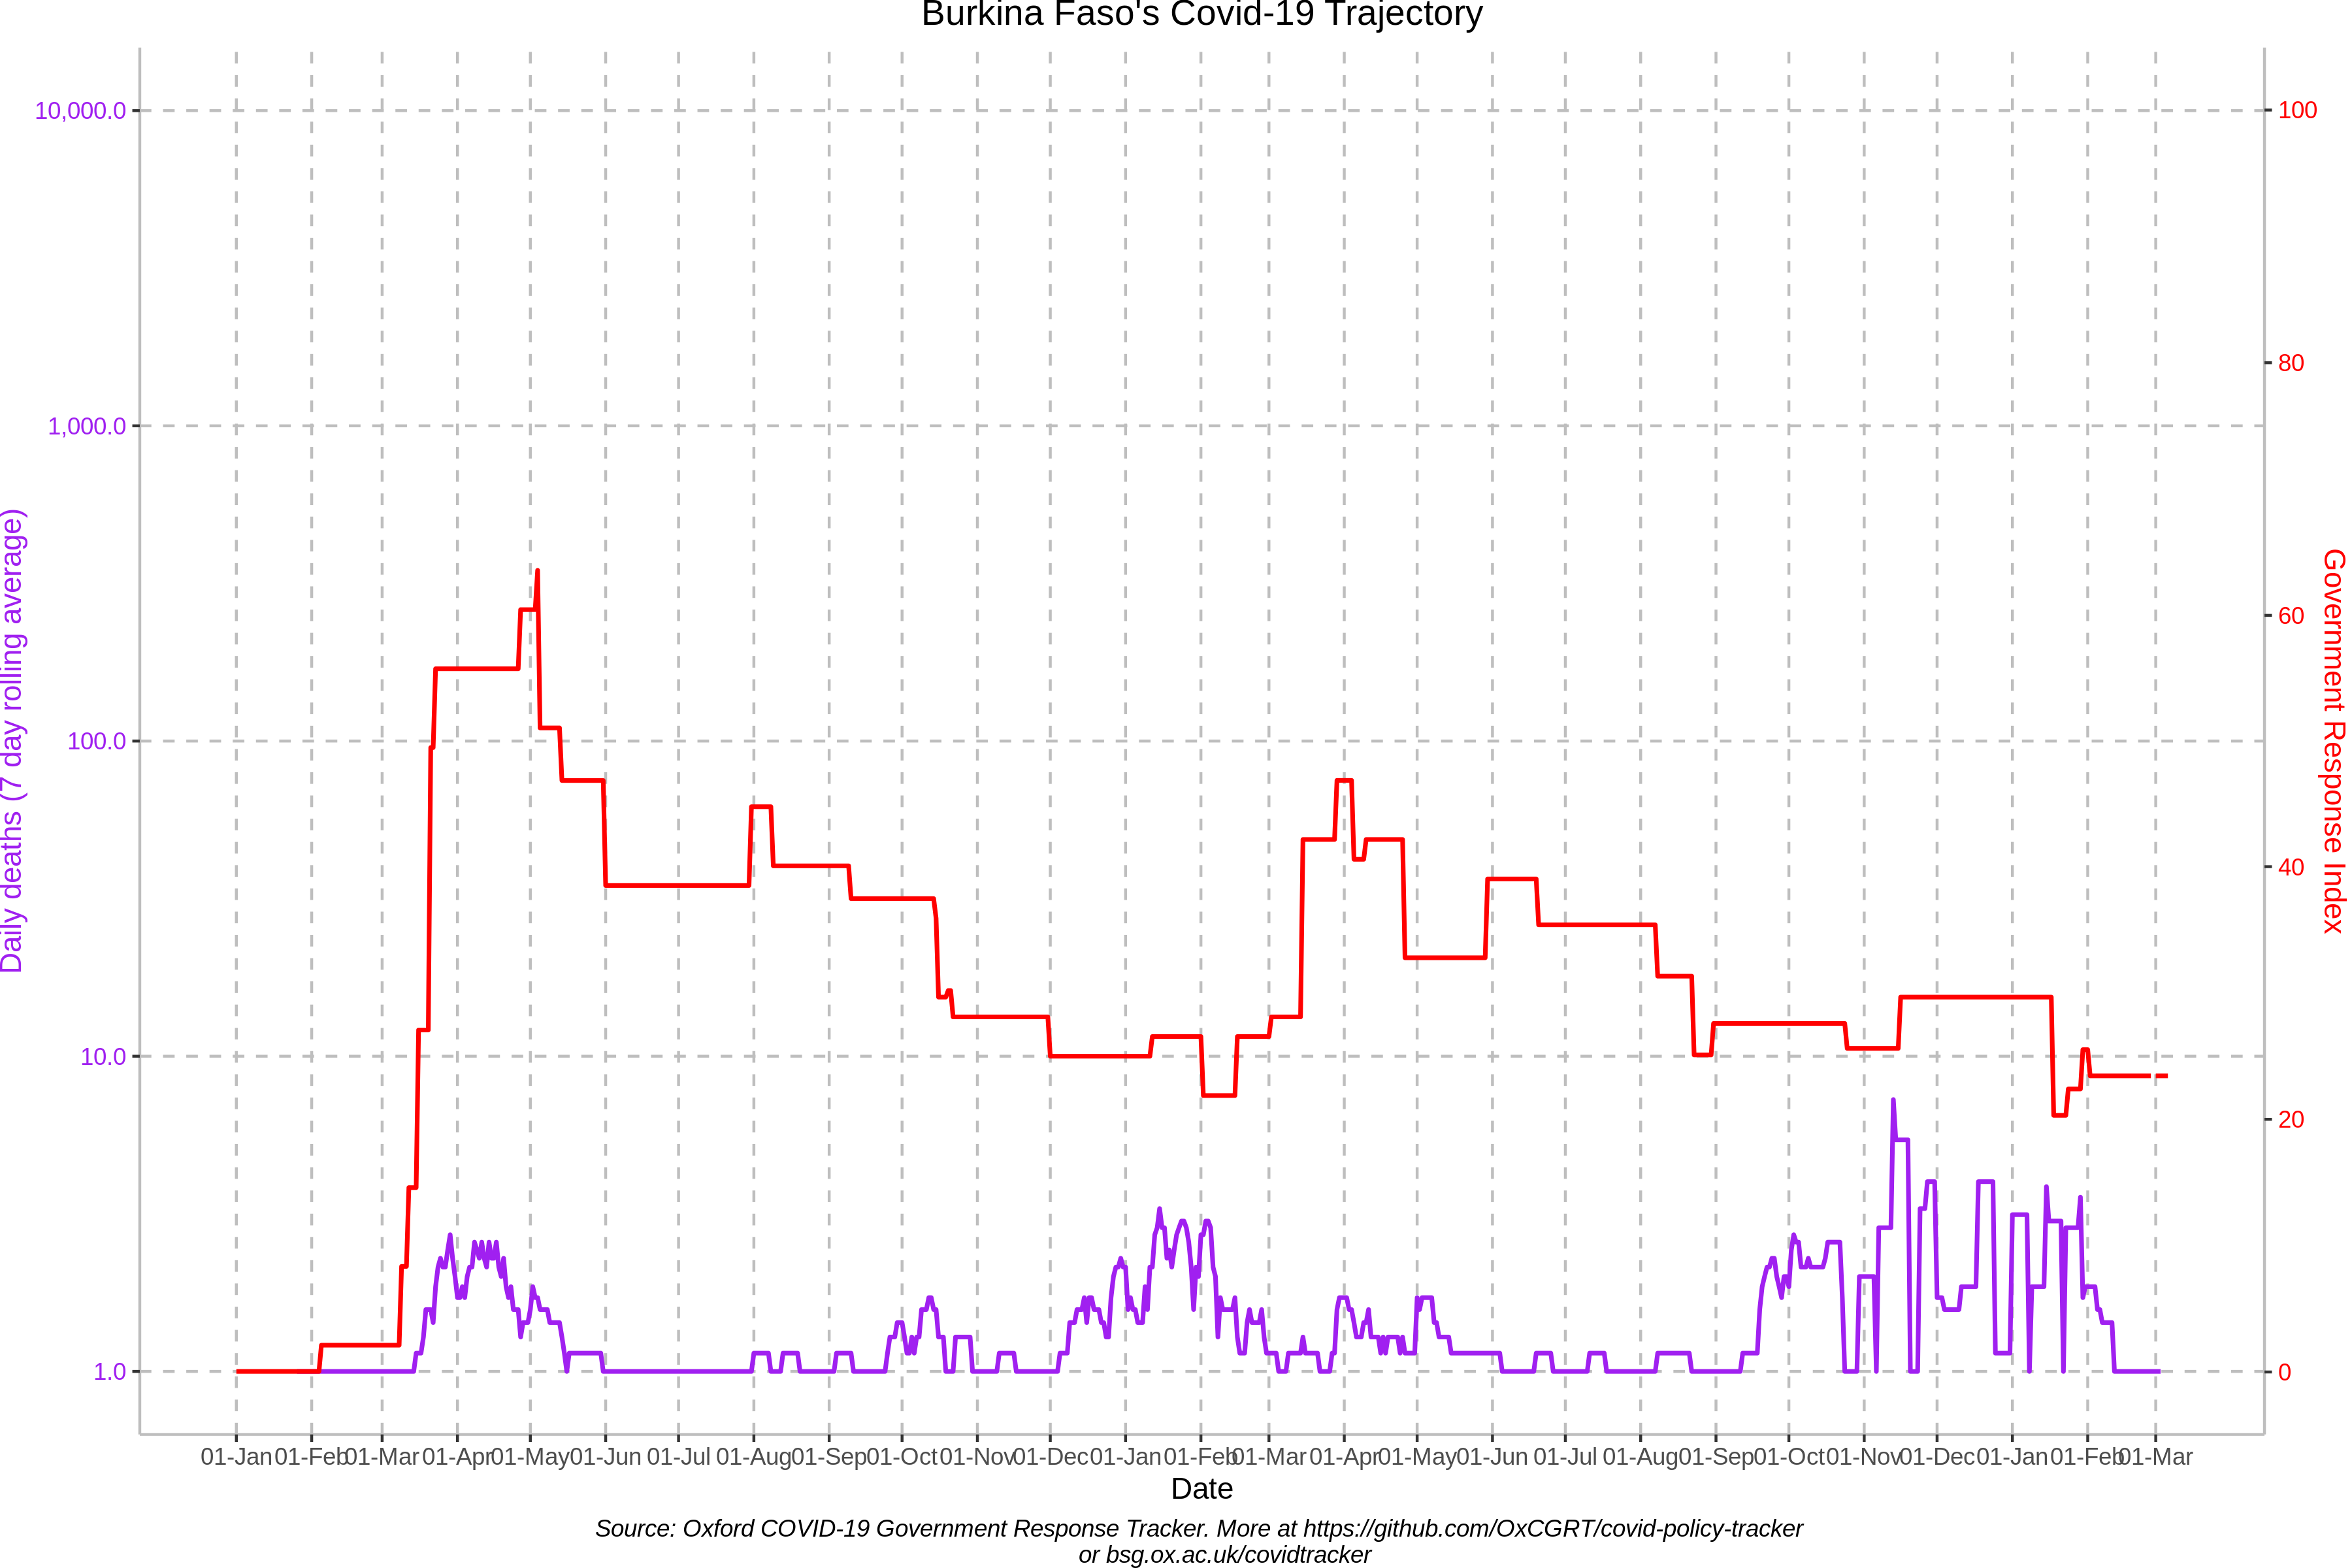 Burkina Faso's Covid-19 Trajectory
10,000.0
1,000.0
100.0
10.0
1.0
Daily deaths (7 day rolling average)
100
80
60
40
20
0
Government Response Index
01-Jan 01-Feb 01-Mar 01-Apr 01-May 01-Jun 01-Jul 01-Aug 01-Sep 01-Oct 01-Nov 01-Dec 01-Jan 01-Feb 01-Mar 01-Apr 01-May 01-Jun 01-Jul 01-Aug 01-Sep 01-Oct 01-Nov 01-Dec 01-Jan 01-Feb 01-Mar
Date
Source: Oxford COVID-19 Government Response Tracker. More at https://github.com/OxCGRT/covid-policy-tracker
or bsg.ox.ac.uk/covidtracker